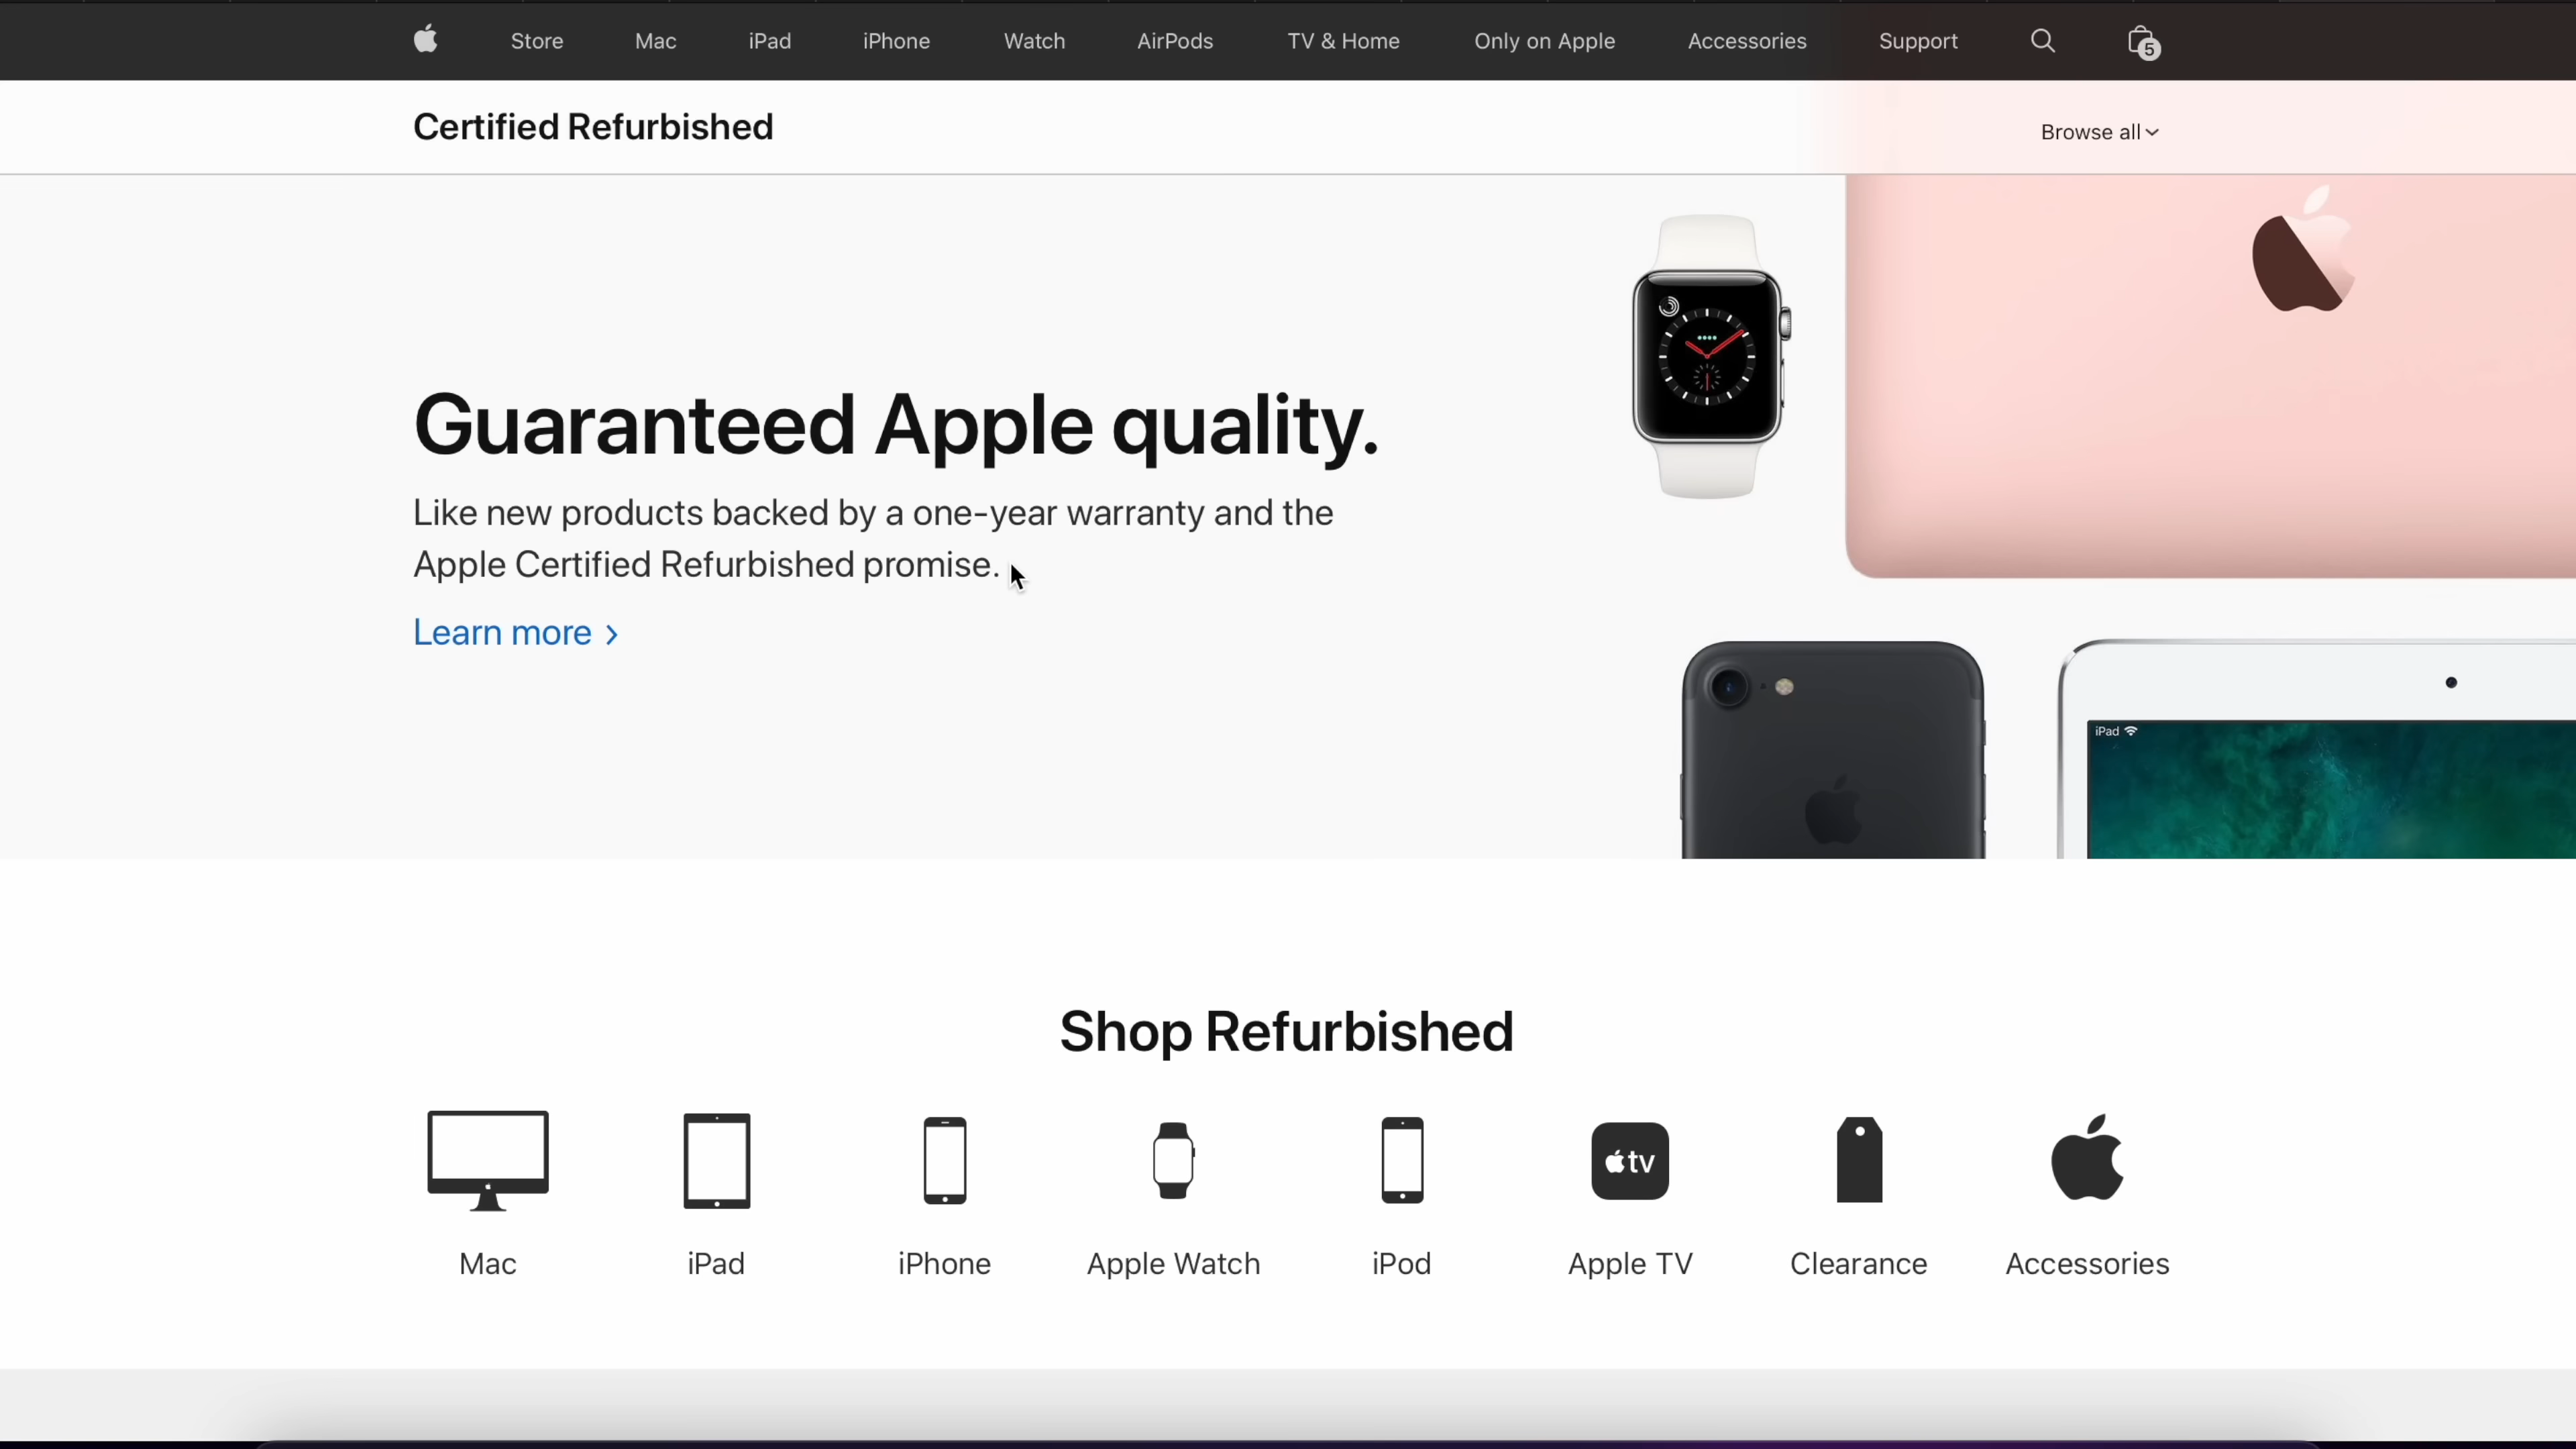 Store Mac iPad iPhone Watch AirPods TV & Home Only on Apple Accessories Support 5
Certified Refurbished Browse all
Guaranteed Apple quality.
Like new products backed by a one-year warranty and the
Apple Certified Refurbished promise.
Learn more
iPad
Shop Refurbished
tv
Mac iPad iPhone Apple Watch iPod Apple TV Clearance Accessories